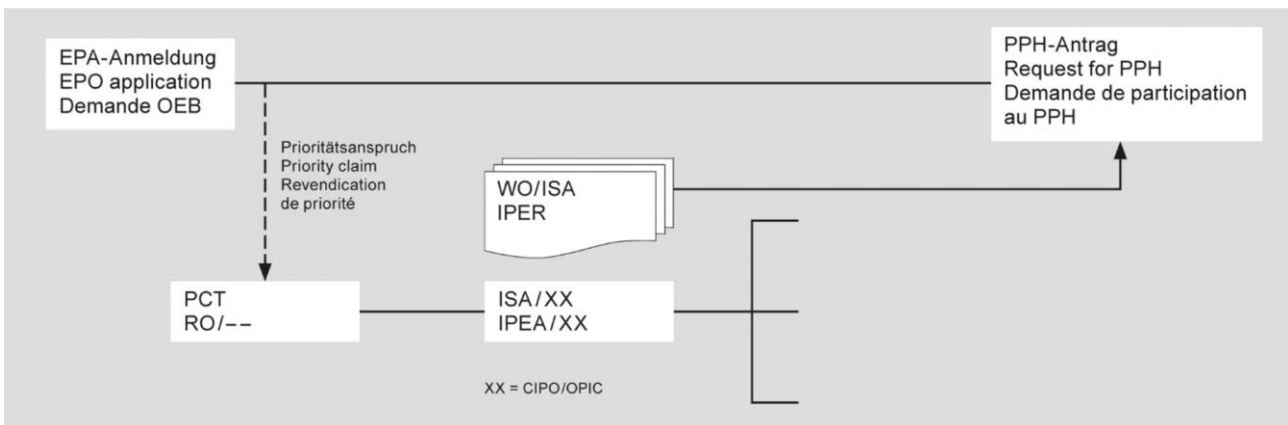 EPA-Anmeldung
EPO application
Demande OEB
PPH-Antrag
Request for PPH
Demande de participation
au PPH
Prioritätsanspruch
Priority claim
Revendication
de priorité
WO/ISA
IPER
PCT
RO/––
ISA/XX
IPEA/XX
XX = CIPO/OPIC